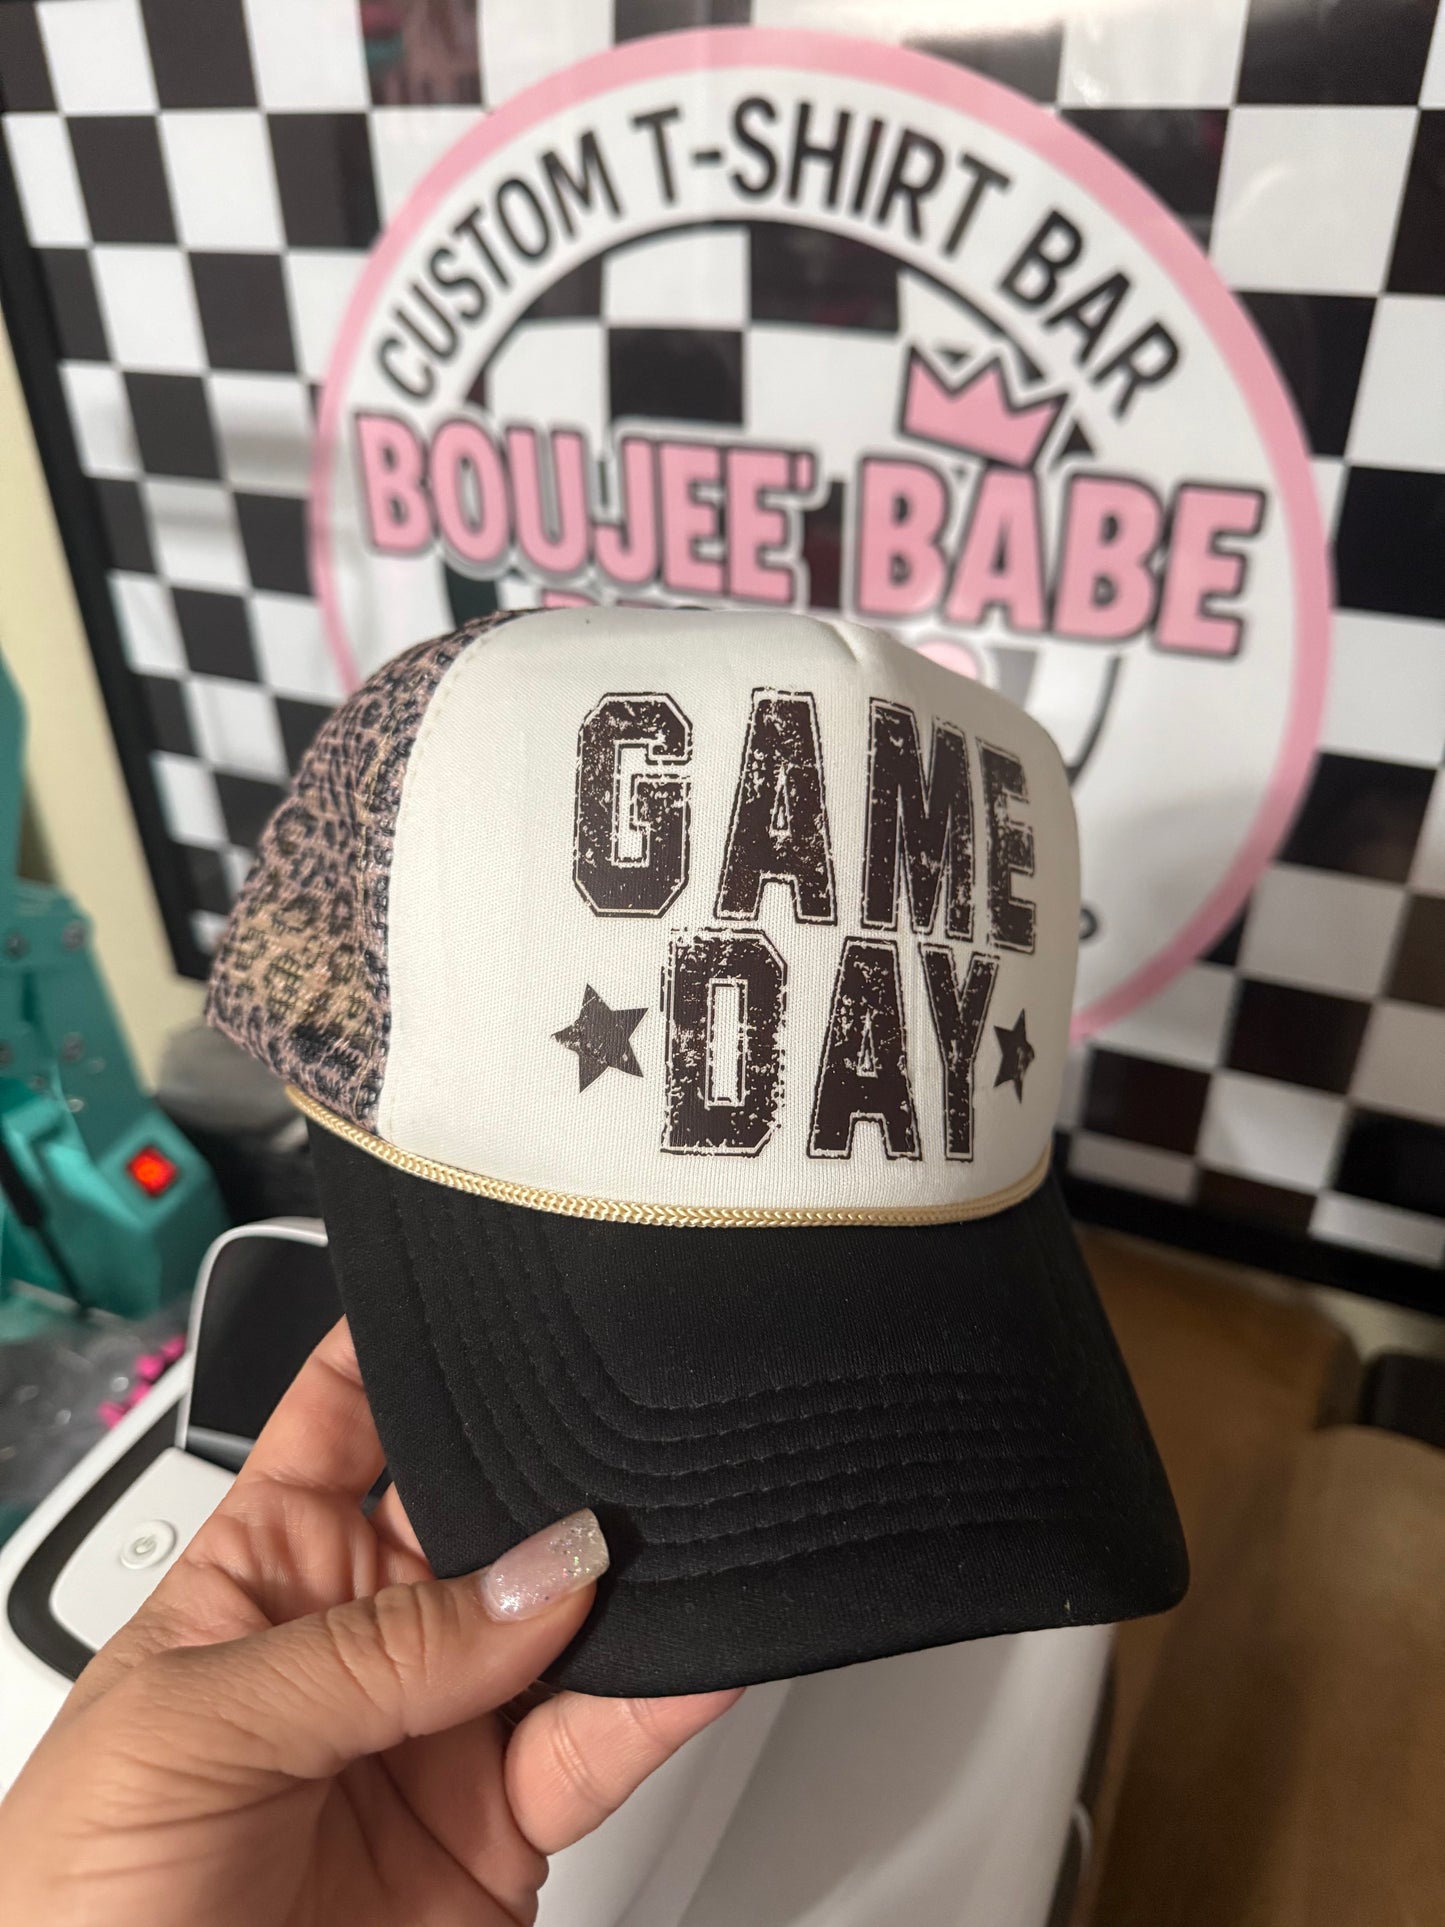 CUSTOM T-SHIRT BAR
BOUJEE' BABE
GAME
DAY